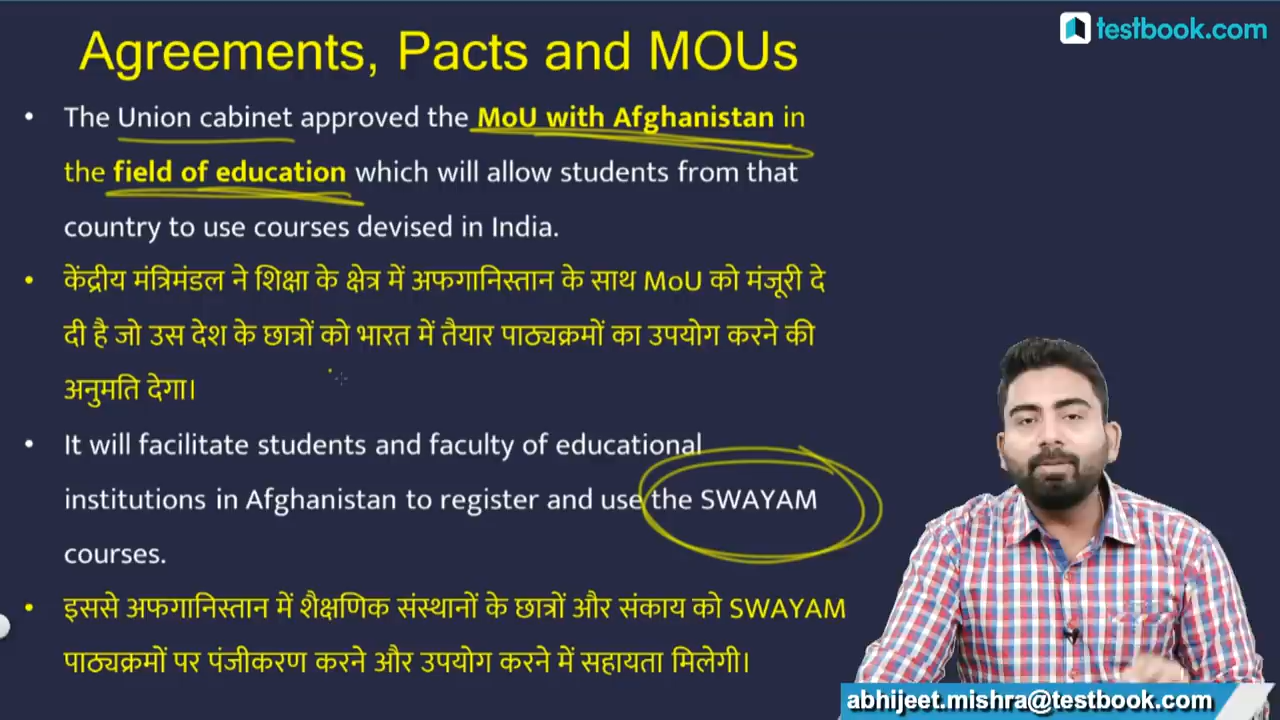 testbook.com
Agreements, Pacts and MOUs
• The Union cabinet approved the MoU with Afghanistan in
the field of education which will allow students from that
country to use courses devised in India.
• केंद्रीय मंत्रिमंडल ने शिक्षा के क्षेत्र में अफगानिस्तान के साथ MoU को मंजूरी दे
दी है जो उस देश के छात्रों को भारत में तैयार पाठ्यक्रमों का उपयोग करने की
अनुमति देगा।
• It will facilitate students and faculty of educational
institutions in Afghanistan to register and use the SWAYAM
courses.
• इससे अफगानिस्तान में शैक्षणिक संस्थानों के छात्रों और संकाय को SWAYAM
पाठ्यक्रमों पर पंजीकरण करने और उपयोग करने में सहायता मिलेगी।
abhijeet.mishra@testbook.com